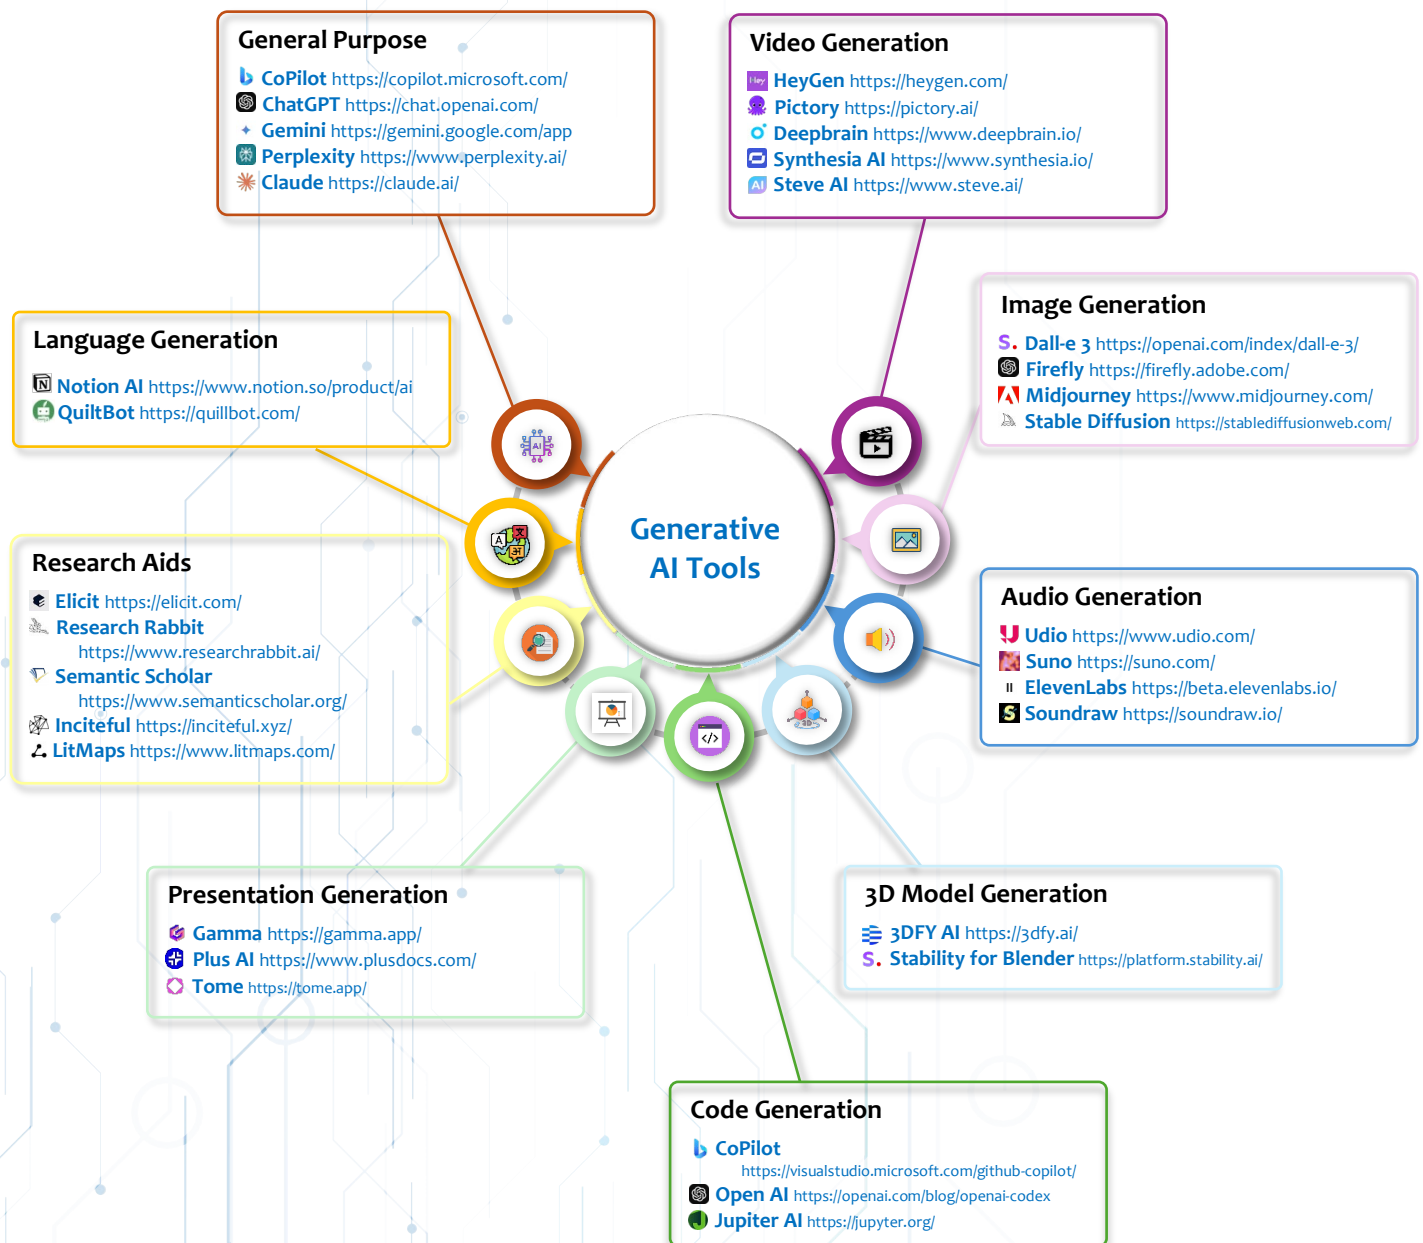 General Purpose
CoPilot https://copilot.microsoft.com/
ChatGPT https://chat.openai.com/
Gemini https://gemini.google.com/app
Perplexity https://www.perplexity.ai/
Claude https://claude.ai/
Video Generation
Hey
HeyGen https://heygen.com/
Pictory https://pictory.ai/
Deepbrain https://www.deepbrain.io/
Synthesia AI https://www.synthesia.io/
AI Steve AI https://www.steve.ai/
Language Generation
N Notion AI https://www.notion.so/product/ai
QuiltBot https://quillbot.com/
Image Generation
S. Dall-e 3 https://openai.com/index/dall-e-3/
Firefly https://firefly.adobe.com/
Midjourney https://www.midjourney.com/
Stable Diffusion https://stablediffusionweb.com/
AI
A 文
अ
Generative
AI Tools
Research Aids
Elicit https://elicit.com/
Research Rabbit
https://www.researchrabbit.ai/
Semantic Scholar
https://www.semanticscholar.org/
Inciteful https://inciteful.xyz/
LitMaps https://www.litmaps.com/
Audio Generation
Udio https://www.udio.com/
Suno https://suno.com/
II ElevenLabs https://beta.elevenlabs.io/
S Soundraw https://soundraw.io/
</>
3D
Presentation Generation
Gamma https://gamma.app/
Plus AI https://www.plusdocs.com/
Tome https://tome.app/
3D Model Generation
3DFY AI https://3dfy.ai/
S. Stability for Blender https://platform.stability.ai/
Code Generation
CoPilot
https://visualstudio.microsoft.com/github-copilot/
Open AI https://openai.com/blog/openai-codex
Jupiter AI https://jupyter.org/